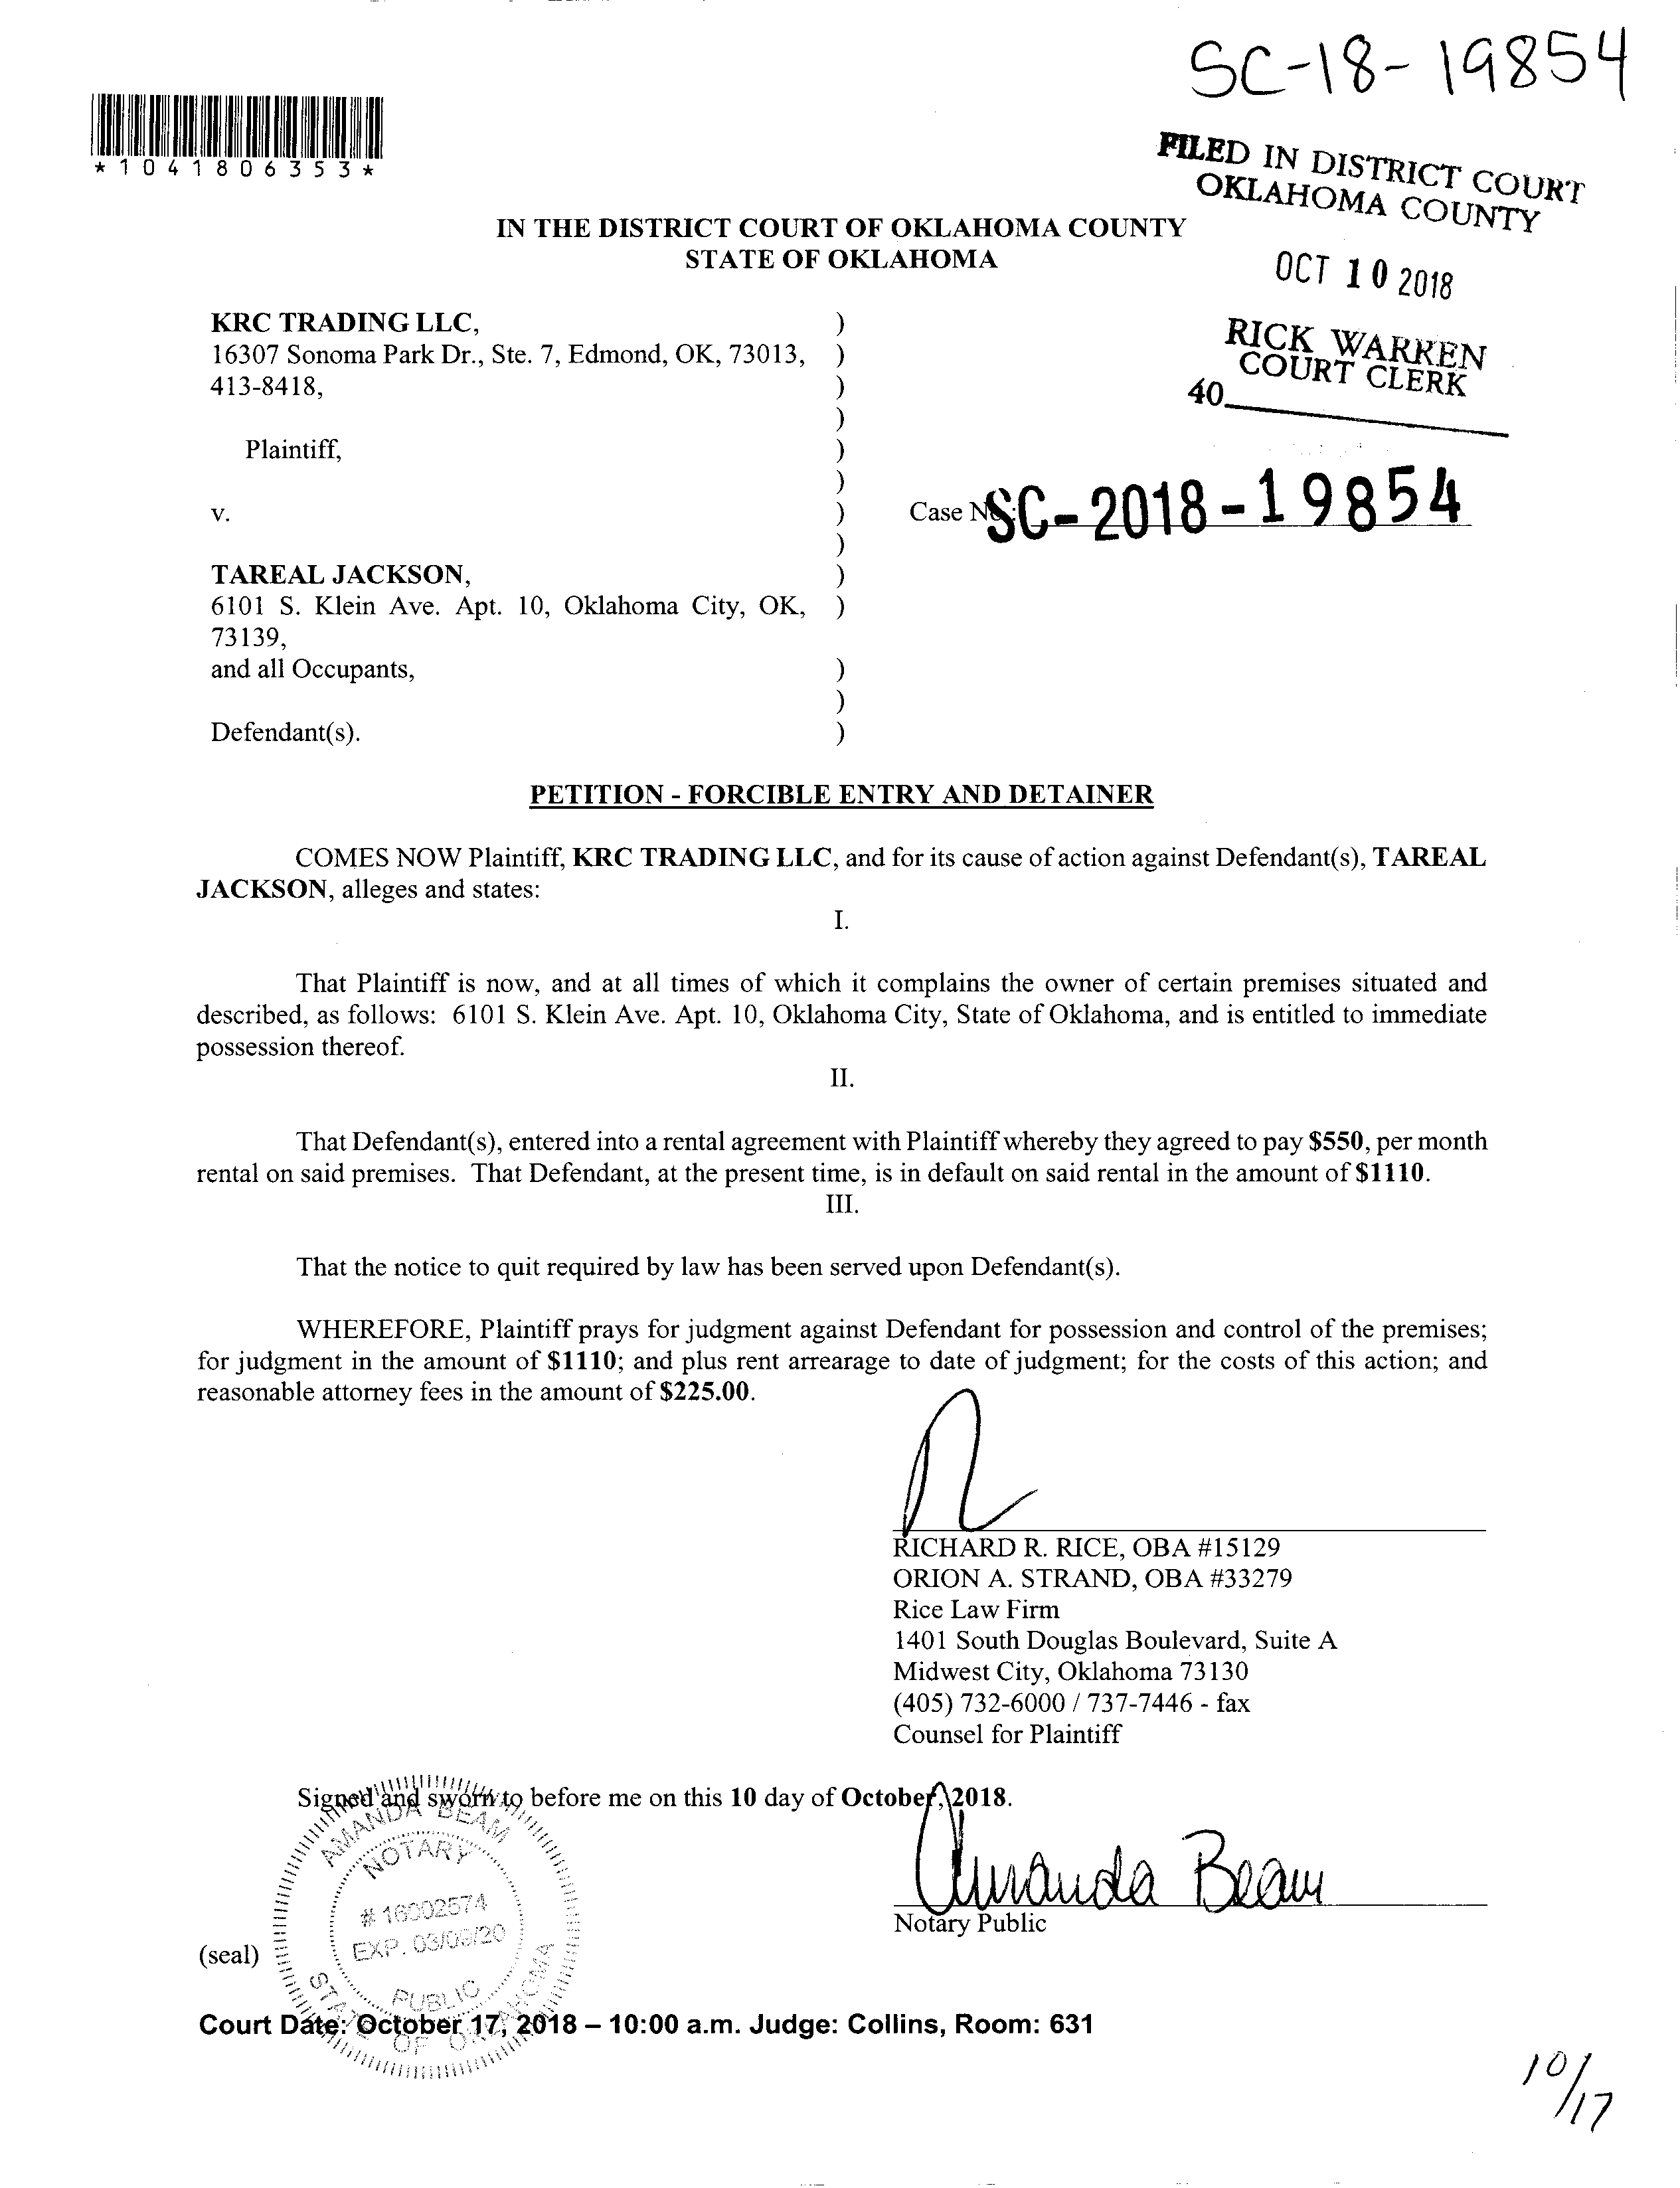 SC-18-19854
*1041806353*
FILED IN DISTRICT COURT
OKLAHOMA COUNTY
OCT 10 2018
RICK WARREN
COURT CLERK
40
IN THE DISTRICT COURT OF OKLAHOMA COUNTY
STATE OF OKLAHOMA
KRC TRADING LLC, )
16307 Sonoma Park Dr., Ste. 7, Edmond, OK, 73013, )
413-8418, )
)
Plaintiff, )
)
v. ) Case No.: SC-2018-19854
)
TAREAL JACKSON, )
6101 S. Klein Ave. Apt. 10, Oklahoma City, OK, )
73139,
and all Occupants, )
)
Defendant(s). )
PETITION - FORCIBLE ENTRY AND DETAINER
COMES NOW Plaintiff, KRC TRADING LLC, and for its cause of action against Defendant(s), TAREAL
JACKSON, alleges and states:
I.
That Plaintiff is now, and at all times of which it complains the owner of certain premises situated and
described, as follows: 6101 S. Klein Ave. Apt. 10, Oklahoma City, State of Oklahoma, and is entitled to immediate
possession thereof.
II.
That Defendant(s), entered into a rental agreement with Plaintiff whereby they agreed to pay $550, per month
rental on said premises. That Defendant, at the present time, is in default on said rental in the amount of $1110.
III.
That the notice to quit required by law has been served upon Defendant(s).
WHEREFORE, Plaintiff prays for judgment against Defendant for possession and control of the premises;
for judgment in the amount of $1110; and plus rent arrearage to date of judgment; for the costs of this action; and
reasonable attorney fees in the amount of $225.00.
RICHARD R. RICE, OBA #15129
ORION A. STRAND, OBA #33279
Rice Law Firm
1401 South Douglas Boulevard, Suite A
Midwest City, Oklahoma 73130
(405) 732-6000 / 737-7446 - fax
Counsel for Plaintiff
Signed and sworn to before me on this 10 day of October, 2018.
Amanda Beam
Notary Public
AMANDA BEAM
NOTARY
# 16002574
EXP. 03/
PUBLIC
STATE OF OKLAHOMA
(seal)
Court Date: October 17, 2018 – 10:00 a.m. Judge: Collins, Room: 631
10/17